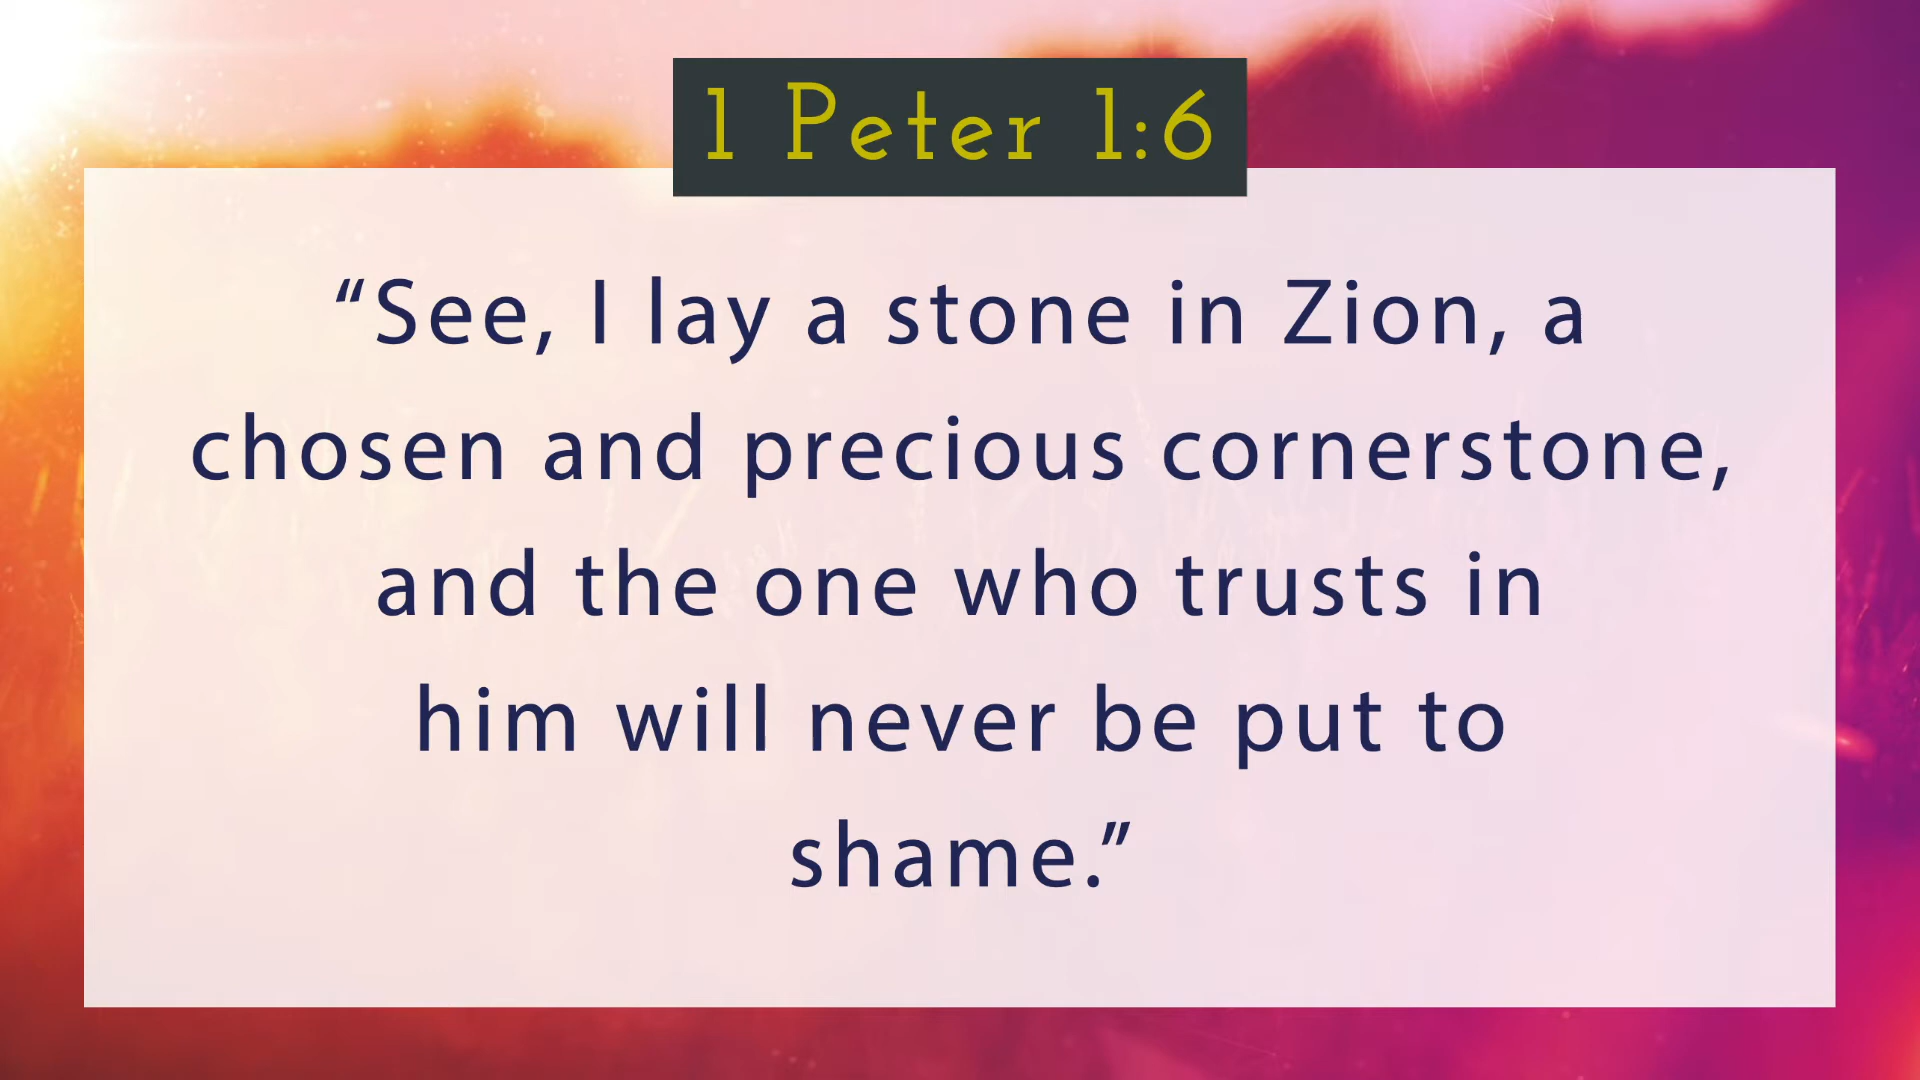 1 Peter 1:6
“See, I lay a stone in Zion, a
chosen and precious cornerstone,
and the one who trusts in
him will never be put to
shame.”